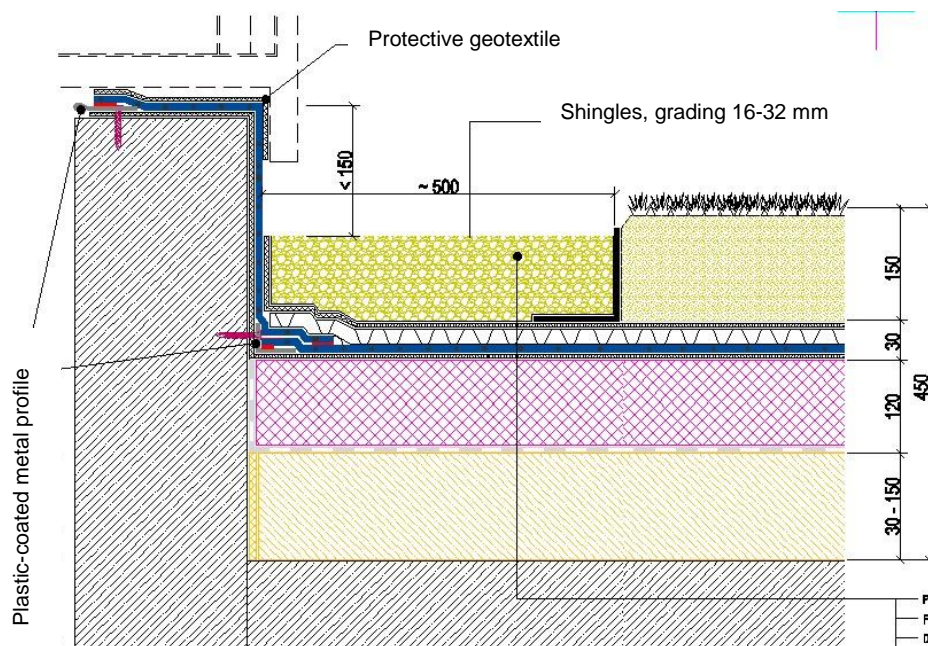 Protective geotextile
Shingles, grading 16-32 mm
< 150
~ 500
150
30
450
120
30 - 150
Plastic-coated metal profile